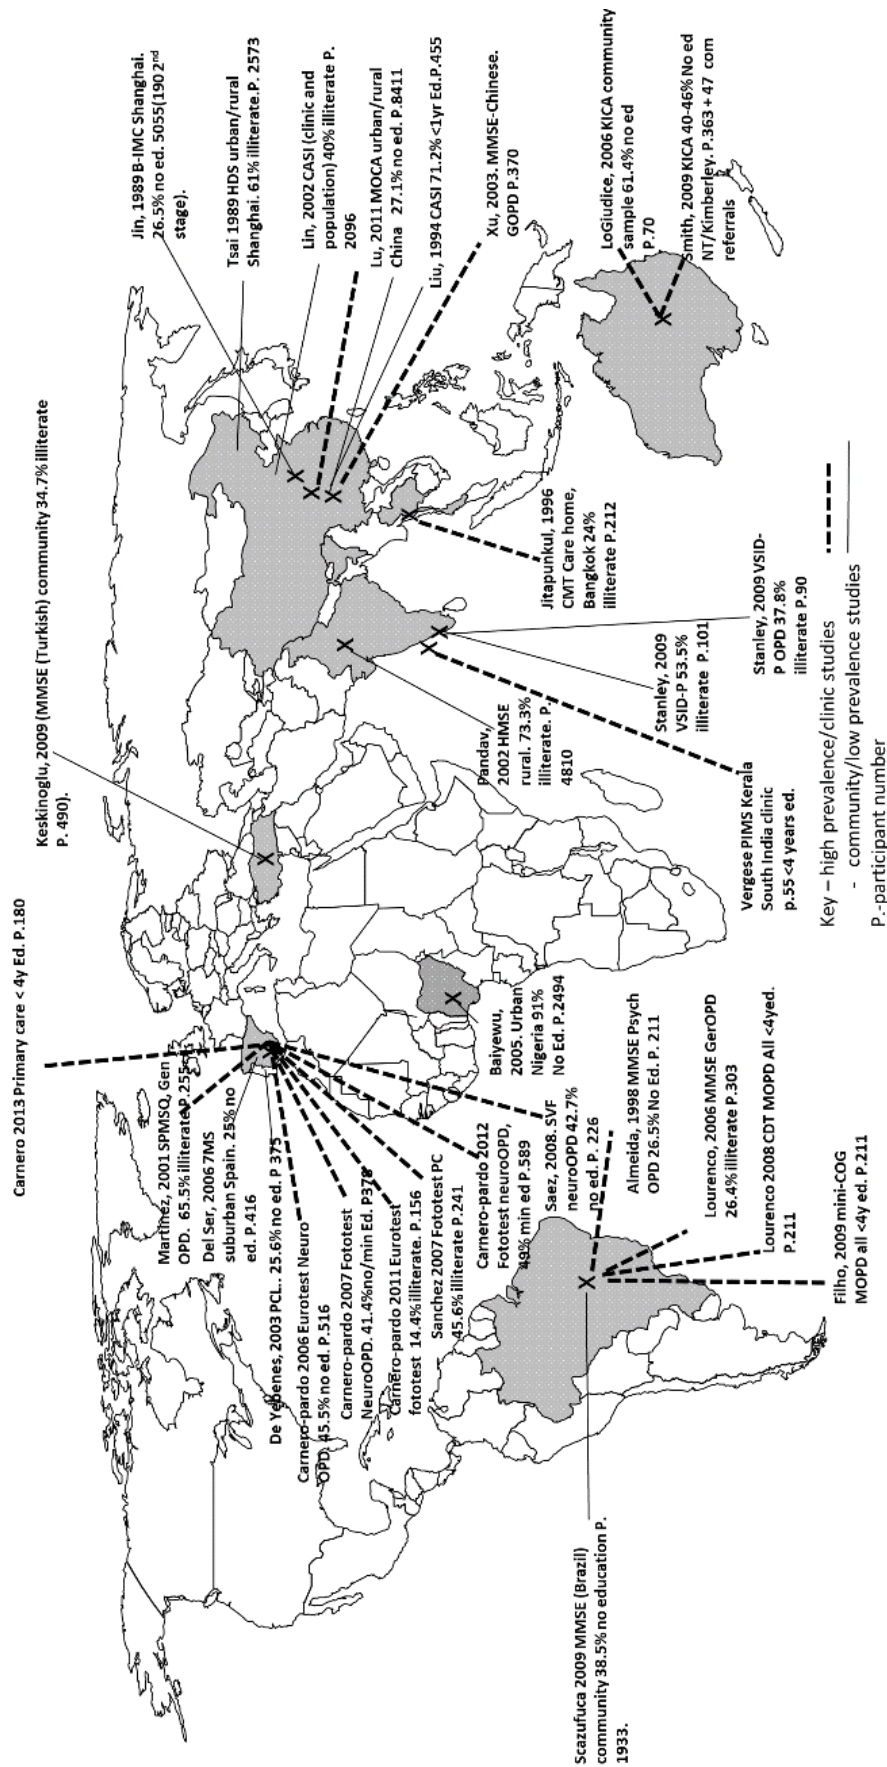 Carnero 2013 Primary care < 4y Ed. P.180
Keskinoglu, 2009 (MMSE (Turkish) community 34.7% illiterate
P. 490).
Jin, 1989 B-IMC Shanghai.
26.5% no ed. 5055(190 2nd
stage).
Tsai 1989 HDS urban/rural
Shanghai. 61% illiterate.P. 2573
Lin, 2002 CASI (clinic and
population) 40% illiterate P.
2096
Lu, 2011 MOCA urban/rural
China 27.1% no ed. P.8411
Liu, 1994 CASI 71.2% <1yr Ed.P.455
Xu, 2003. MMSE-Chinese.
GOPD P.370
LoGiudice, 2006 KICA community
sample 61.4% no ed
P.70
Smith, 2009 KICA 40-46% No ed
NT/Kimberley. P.363 + 47 com
referrals
Martinez, 2001 SPMSQ, Gen
OPD. 65.5% illiterate P.255
Del Ser, 2006 7MS
suburban Spain. 25% no
ed. P.416
De Yebenes, 2003 PCL.. 25.6% no ed. P 375
Carnero-pardo 2006 Eurotest Neuro
OPD. 45.5% no ed. P.516
Carnero-pardo 2007 Fototest
NeuroOPD. 41.4%no/min Ed. P378
Carnero-pardo 2011 Eurotest
fototest 14.4% illiterate. P.156
Sanchez 2007 Fototest PC
45.6% illiterate P.241
Carnero-pardo 2012
Fototest neuroOPD,
49% min ed P.589
Saez, 2008. SVF
neuroOPD 42.7%
no ed. P. 226
Baiyewu,
2005. Urban
Nigeria 91%
No Ed. P.2494
Pandav,
2002 HMSE
rural. 73.3%
illiterate. P.
4810
Jitapunkul, 1996
CMT Care home,
Bangkok 24%
illiterate P.212
Stanley, 2009
VSID-P 53.5%
illiterate P.101
Stanley, 2009 VSID-
P OPD 37.8%
illiterate P.90
Vergese PIMS Kerala
South India clinic
p.55 <4 years ed.
Almeida, 1998 MMSE Psych
OPD 26.5% No Ed. P. 211
Lourenco, 2006 MMSE GerOPD
26.4% illiterate P.303
Lourenco 2008 CDT MOPD All <4yed.
P.211
Filho, 2009 mini-COG
MOPD all <4y ed. P.211
Scazufuca 2009 MMSE (Brazil)
community 38.5% no education P.
1933.
Key – high prevalence/clinic studies
- community/low prevalence studies
P.-participant number